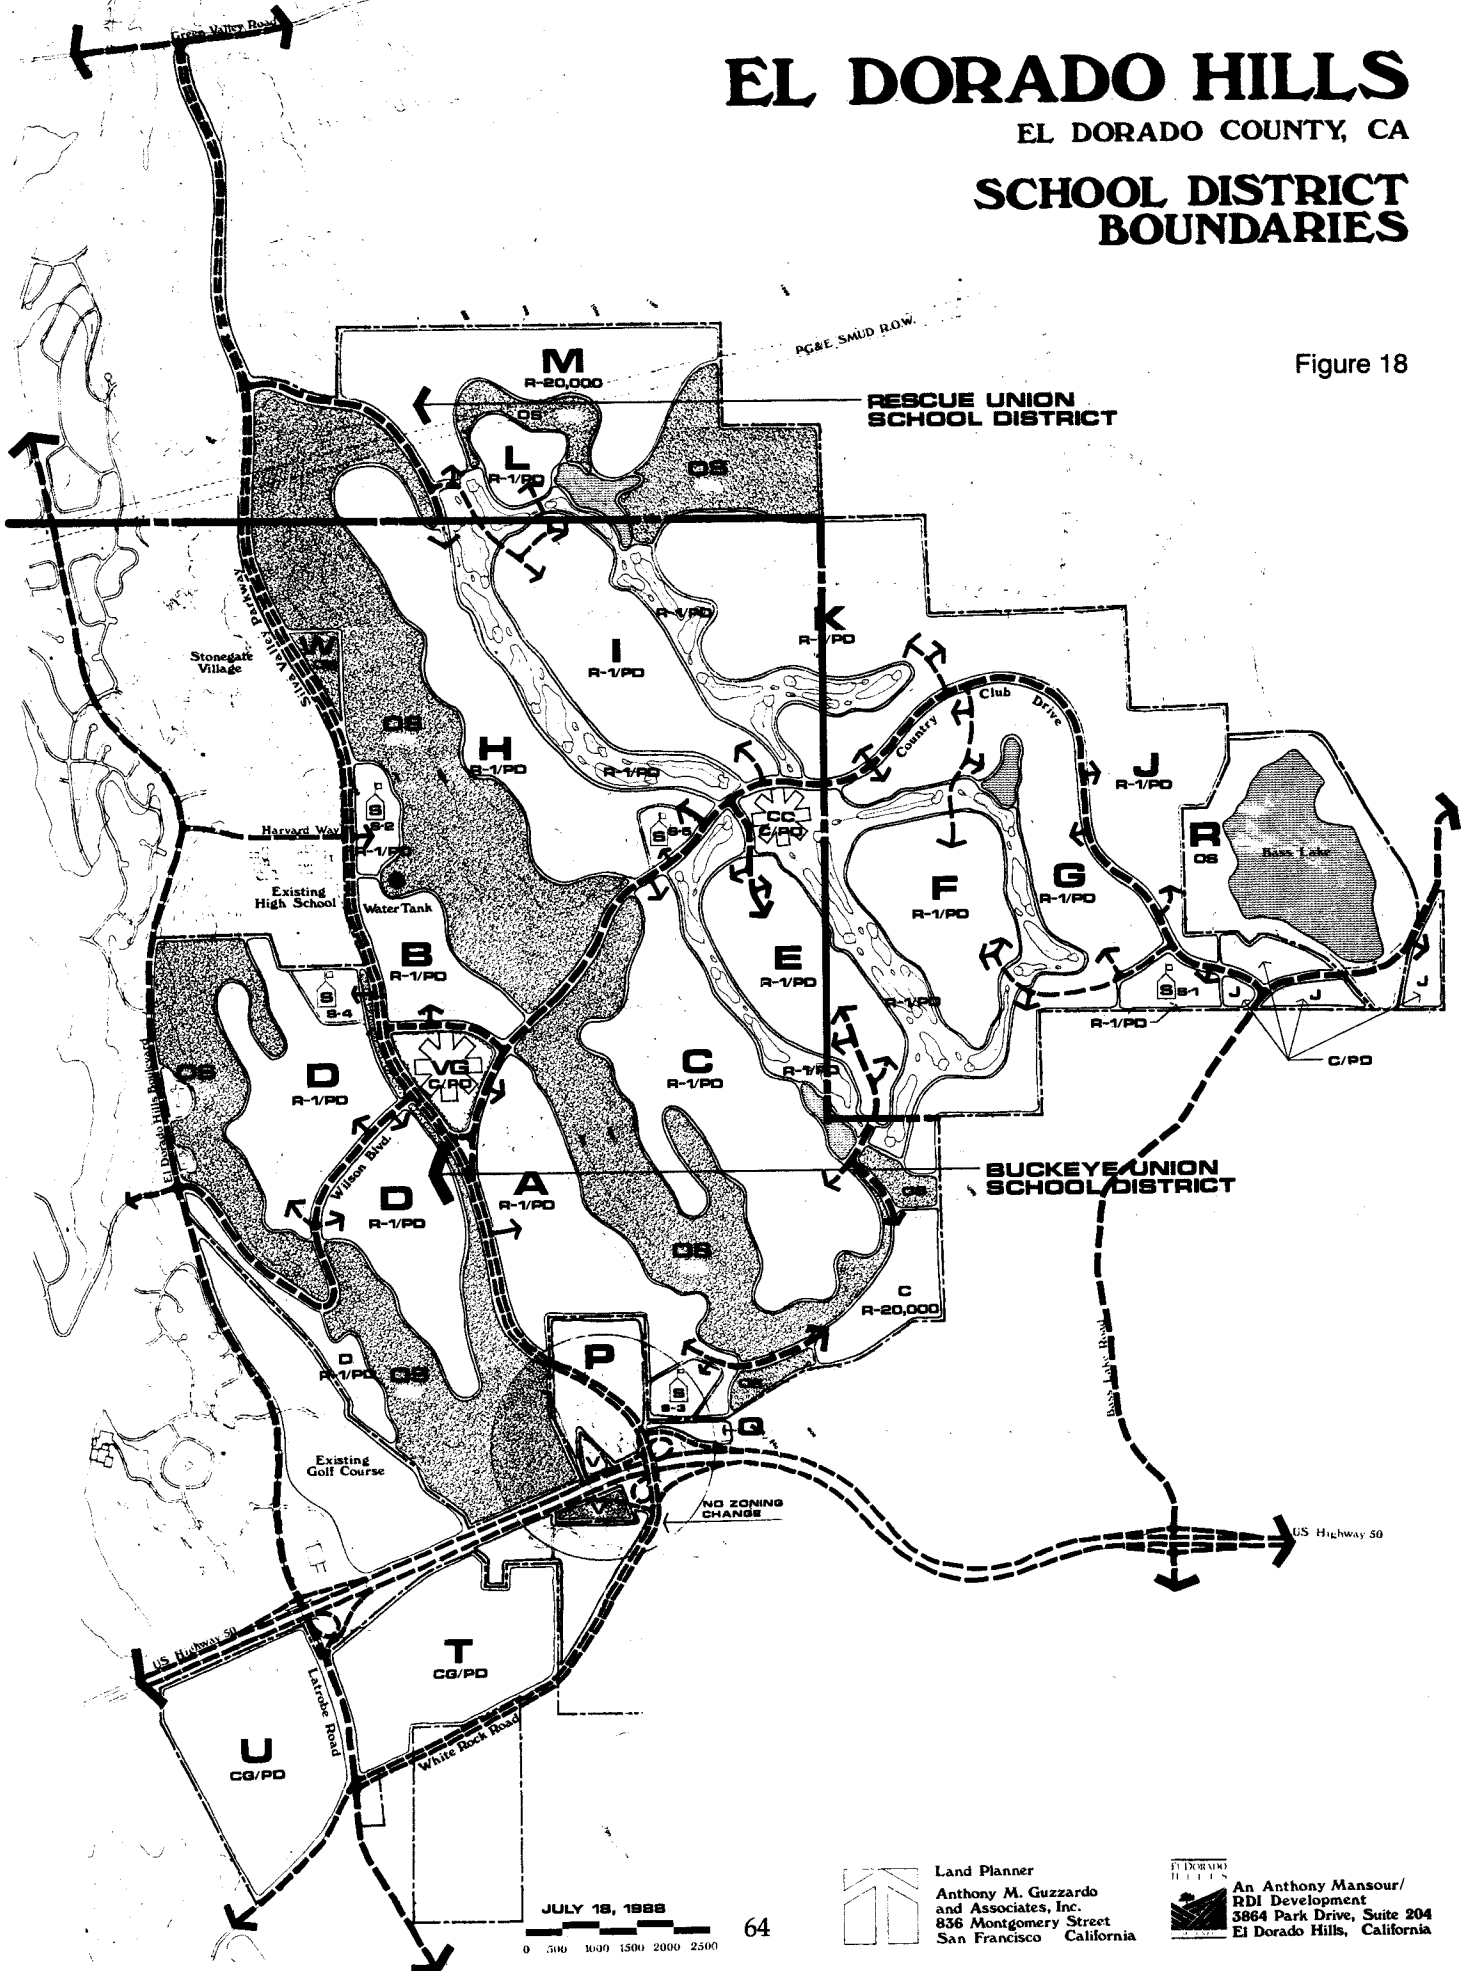 Green Valley Road
EL DORADO HILLS
EL DORADO COUNTY, CA
SCHOOL DISTRICT
BOUNDARIES
PG&E SMUD R.O.W.
Figure 18
M
R-20,000
RESCUE UNION
SCHOOL DISTRICT
OS
L
R-1/PD
OS
Silva Valley Parkway
R-1/PD
K
R-1/PD
W
OS
Stonegate
Village
I
R-1/PD
Country Club Drive
OS
H
R-1/PD
R-1/PD
J
R-1/PD
S
S-2
Harvard Way
R-1/PD
S
S-5
CC
C/PD
R
OS
Bass Lake
Existing
High School
Water Tank
F
R-1/PD
G
R-1/PD
B
R-1/PD
E
R-1/PD
S
S-4
R-1/PD
S
S-1
J
J
J
R-1/PD
C/PD
El Dorado Hills Boulevard
OS
D
R-1/PD
VG
C/PD
C
R-1/PD
R-1/PD
Wilson Blvd.
BUCKEYE UNION
SCHOOL DISTRICT
D
R-1/PD
A
R-1/PD
OS
OS
C
R-20,000
Bass Lake Road
D
R-1/PD
OS
P
S
S-3
OS
Q
Existing
Golf Course
V
V
NO ZONING
CHANGE
US Highway 50
US Highway 50
T
CG/PD
Latrobe Road
White Rock Road
U
CG/PD
JULY 18, 1988
0 500 1000 1500 2000 2500
64
Land Planner
Anthony M. Guzzardo
and Associates, Inc.
836 Montgomery Street
San Francisco California
EL DORADO
HILLS
An Anthony Mansour/
RDI Development
3864 Park Drive, Suite 204
El Dorado Hills, California